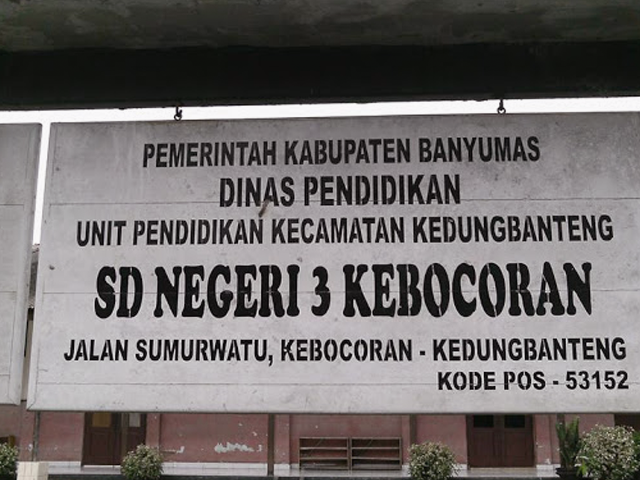 PEMERINTAH KABUPATEN BANYUMAS
DINAS PENDIDIKAN
UNIT PENDIDIKAN KECAMATAN KEDUNGBANTENG
SD NEGERI 3 KEBOCORAN
JALAN SUMURWATU, KEBOCORAN - KEDUNGBANTENG
KODE POS - 53152